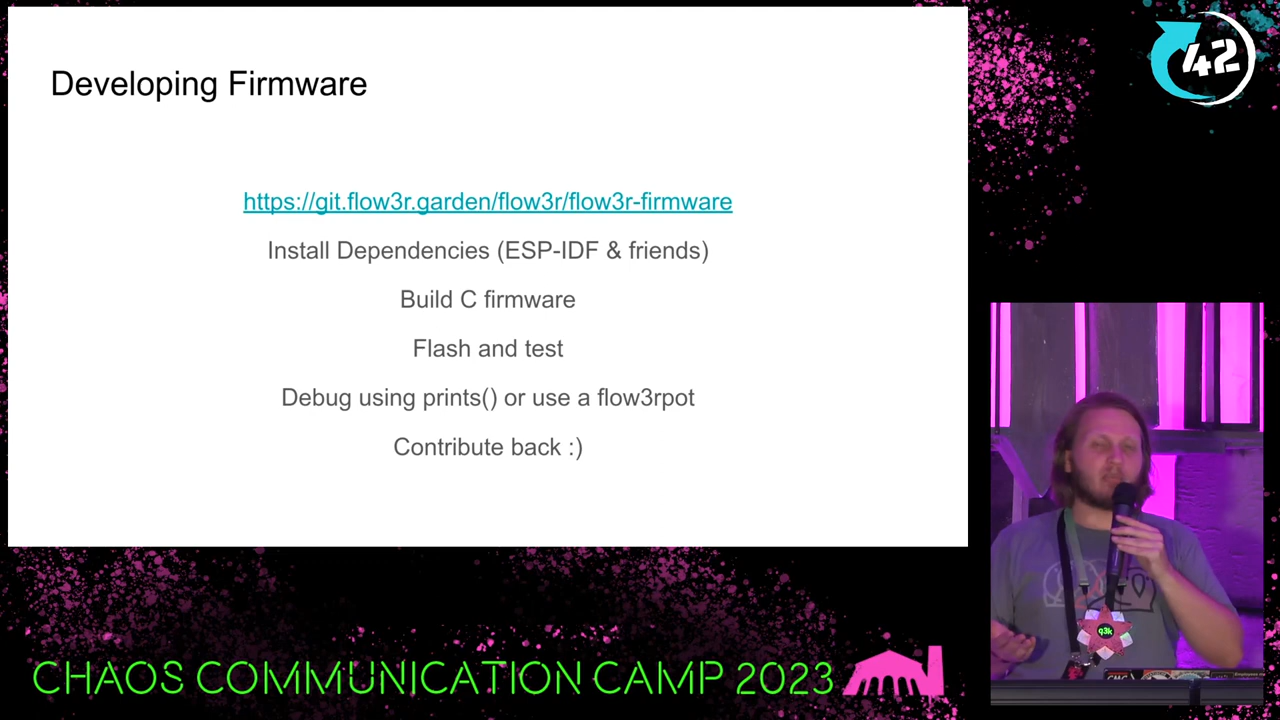 Developing Firmware
42
https://git.flow3r.garden/flow3r/flow3r-firmware
Install Dependencies (ESP-IDF & friends)
Build C firmware
Flash and test
Debug using prints() or use a flow3rpot
Contribute back :)
q3k
CHAOS COMMUNICATION CAMP 2023